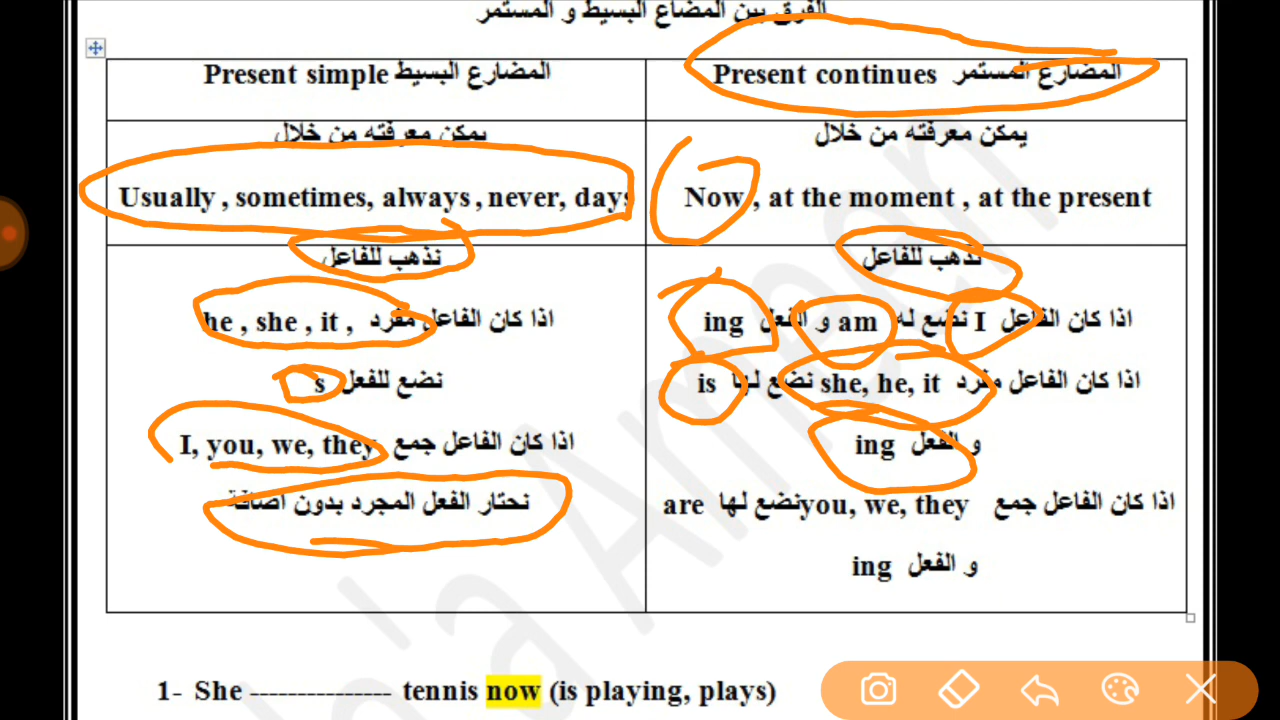 الفرق بين المضاع البسيط و المستمر
Present simple المضارع البسيط
يمكن معرفته من خلال
Usually , sometimes, always , never, days
نذهب للفاعل
اذا كان الفاعل مفرد he , she , it ,
نضع للفعل s
اذا كان الفاعل جمع I, you, we, they
نختار الفعل المجرد بدون اضافة
Present continues المضارع المستمر
يمكن معرفته من خلال
Now , at the moment , at the present
نذهب للفاعل
اذا كان الفاعل I نضع له am و الفعل ing
اذا كان الفاعل مفرد she, he, it نضع لها is
و الفعل ing
اذا كان الفاعل جمع you, we, they نضع لها are
و الفعل ing
1- She --------------- tennis now (is playing, plays)